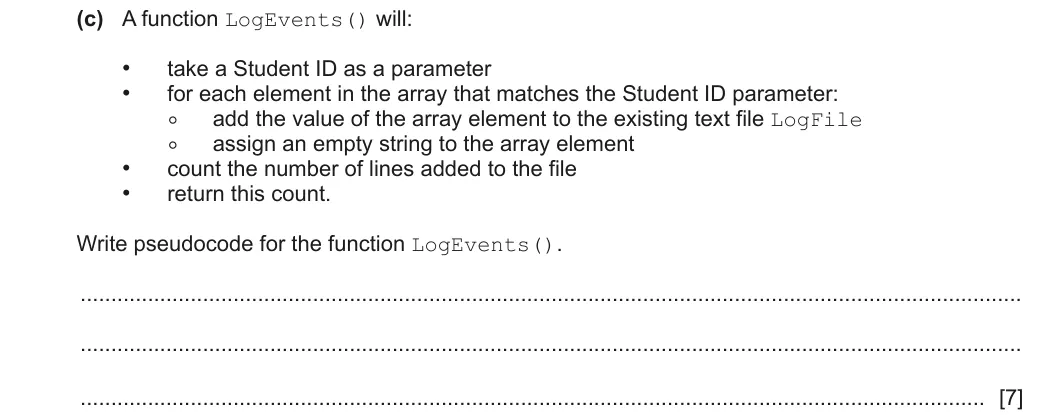 (c) A function LogEvents() will:
• take a Student ID as a parameter
• for each element in the array that matches the Student ID parameter:
○ add the value of the array element to the existing text file LogFile
○ assign an empty string to the array element
• count the number of lines added to the file
• return this count.
Write pseudocode for the function LogEvents().
[7]